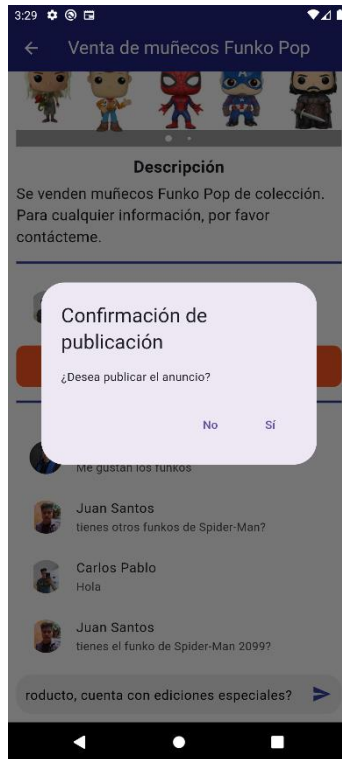 3:29
Venta de muñecos Funko Pop
Descripción
Se venden muñecos Funko Pop de colección.
Para cualquier información, por favor
contácteme.
Confirmación de
publicación
¿Desea publicar el anuncio?
No Sí
Me gustan los funkos
Juan Santos
tienes otros funkos de Spider-Man?
Carlos Pablo
Hola
Juan Santos
tienes el funko de Spider-Man 2099?
roducto, cuenta con ediciones especiales?